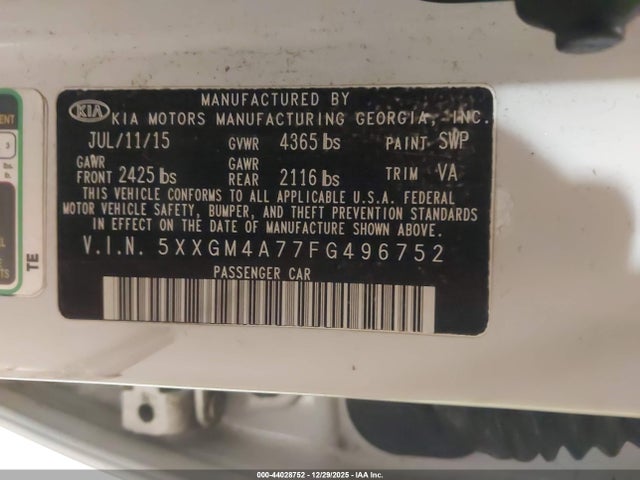 MANUFACTURED BY
KIA KIA MOTORS MANUFACTURING GEORGIA, INC.
JUL/11/15 GVWR 4365 lbs PAINT SWP
GAWR FRONT 2425 lbs GAWR REAR 2116 lbs TRIM VA
THIS VEHICLE CONFORMS TO ALL APPLICABLE U.S.A. FEDERAL
MOTOR VEHICLE SAFETY, BUMPER, AND THEFT PREVENTION STANDARDS
IN EFFECT ON THE DATE OF MANUFACTURE SHOWN ABOVE.
V.I.N. 5XXGM4A77FG496752
PASSENGER CAR
TE
000-44028752 - 12/29/2025 - IAA Inc.